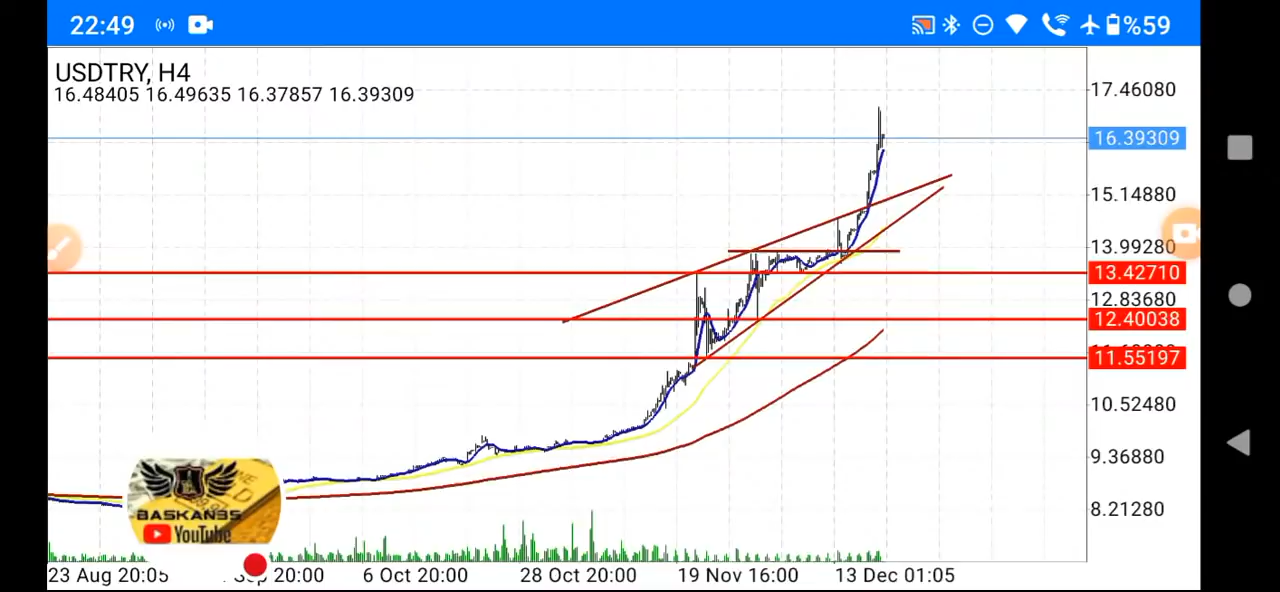 22:49
%59
USDTRY, H4
16.48405 16.49635 16.37857 16.39309
17.46080
16.39309
15.14880
13.99280
13.42710
12.83680
12.40038
11.55197
10.52480
9.36880
8.21280
BASKAN35
YouTube
23 Aug 20:05 20:00 6 Oct 20:00 28 Oct 20:00 19 Nov 16:00 13 Dec 01:05